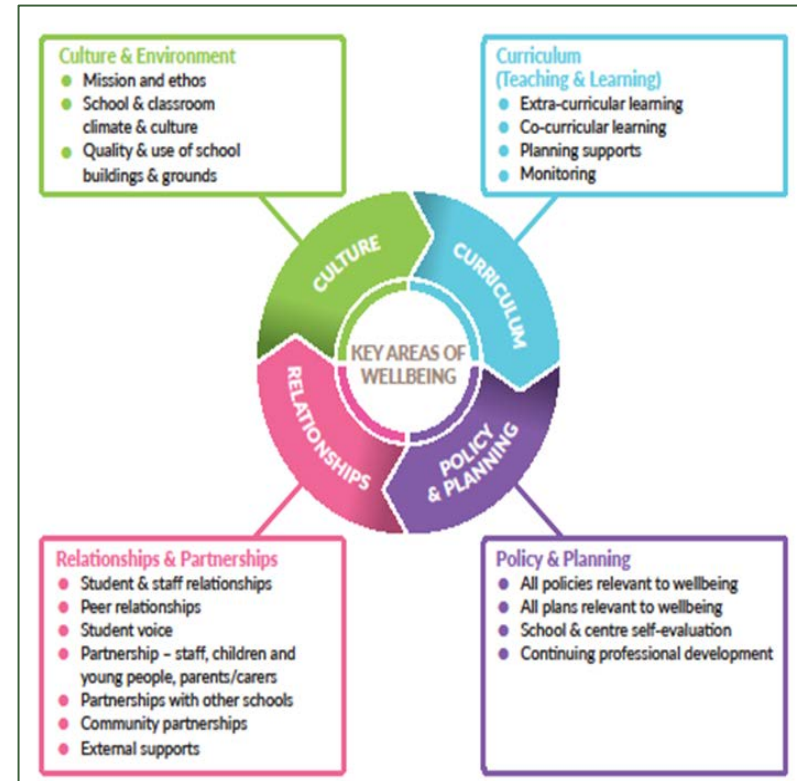 Culture & Environment
● Mission and ethos
● School & classroom
climate & culture
● Quality & use of school
buildings & grounds
Curriculum
(Teaching & Learning)
● Extra-curricular learning
● Co-curricular learning
● Planning supports
● Monitoring
CULTURE
CURRICULUM
KEY AREAS OF
WELLBEING
RELATIONSHIPS
POLICY
& PLANNING
Relationships & Partnerships
● Student & staff relationships
● Peer relationships
● Student voice
● Partnership – staff, children and
young people, parents/carers
● Partnerships with other schools
● Community partnerships
● External supports
Policy & Planning
● All policies relevant to wellbeing
● All plans relevant to wellbeing
● School & centre self-evaluation
● Continuing professional development